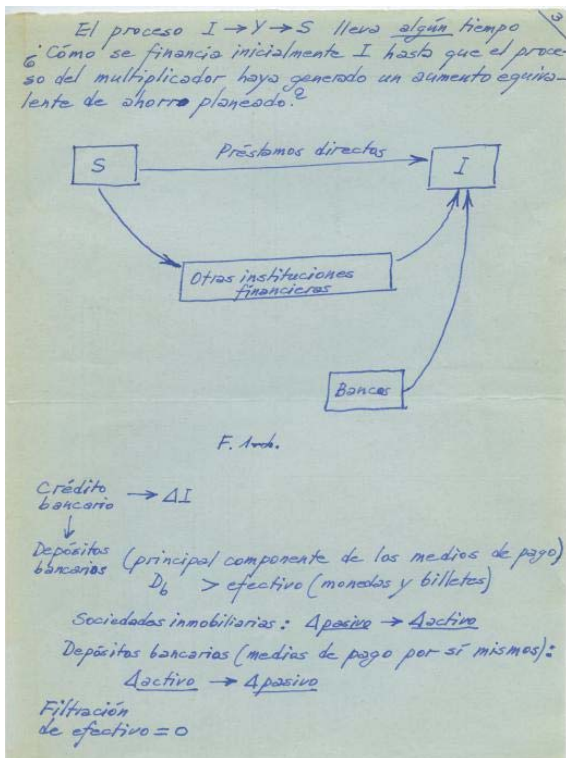 3
El proceso I → Y → S lleva algún tiempo
¿Cómo se financia inicialmente I hasta que el proce-
so del multiplicador haya generado un aumento equiva-
lente de ahorro planeado?
Préstamos directos
S
I
Otras instituciones
financieras
Bancos
F.
Crédito
bancario → ΔI
↓
Depósitos
bancarios (principal componente de los medios de pago)
D_b > efectivo (monedas y billetes)
Sociedades inmobiliarias: Δpasivo → Δactivo
Depósitos bancarios (medios de pago por sí mismos):
Δactivo → Δpasivo
Filtración
de efectivo = 0